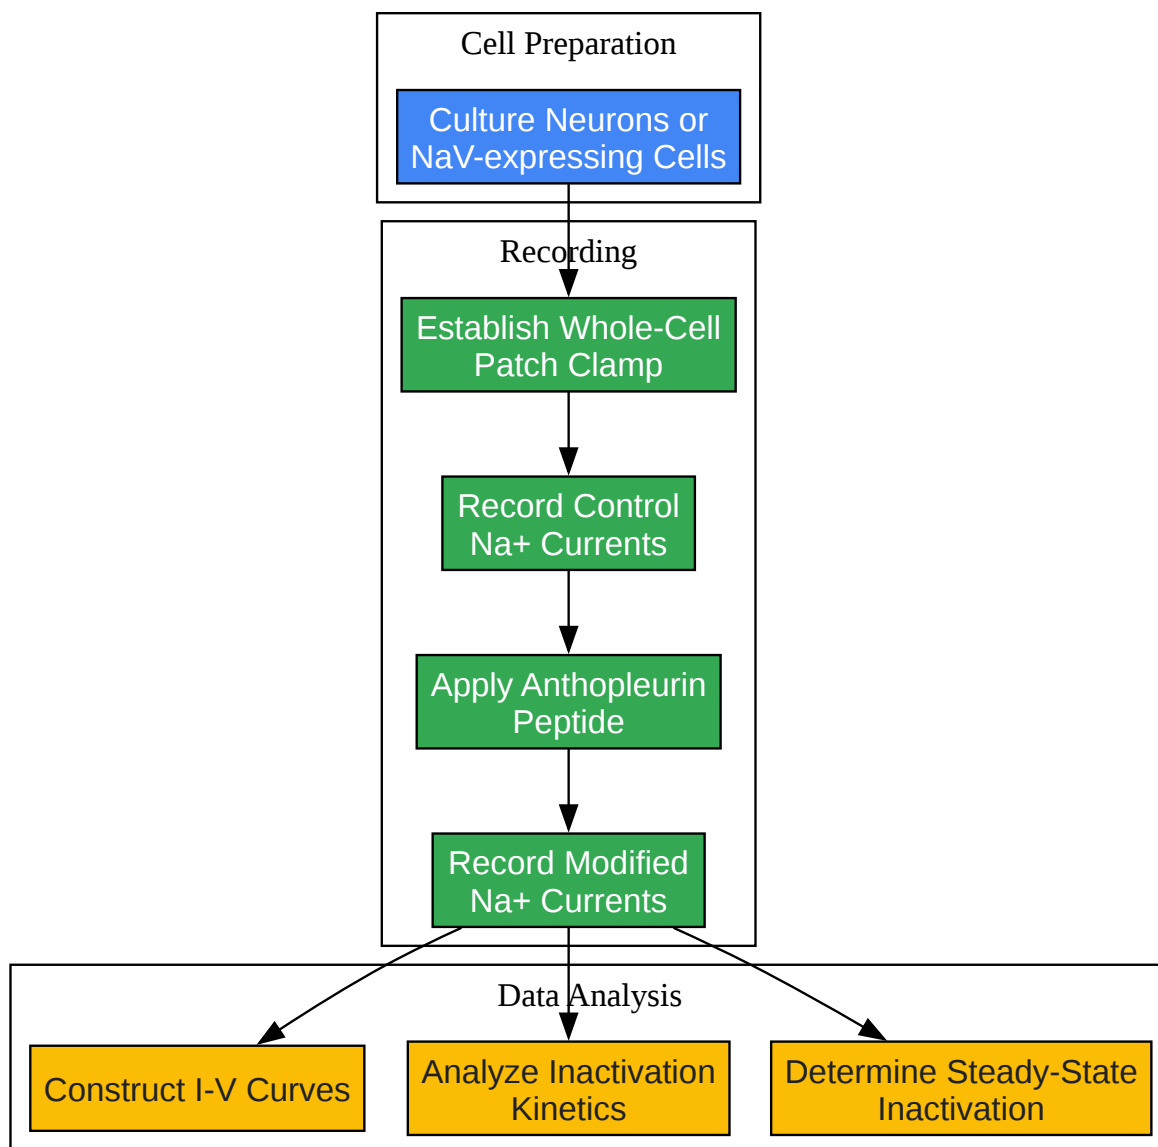 Cell Preparation
Culture Neurons or
NaV-expressing Cells
Recording
Establish Whole-Cell
Patch Clamp
Record Control
Na+ Currents
Apply Anthopleurin
Peptide
Record Modified
Na+ Currents
Data Analysis
Construct I-V Curves
Analyze Inactivation
Kinetics
Determine Steady-State
Inactivation